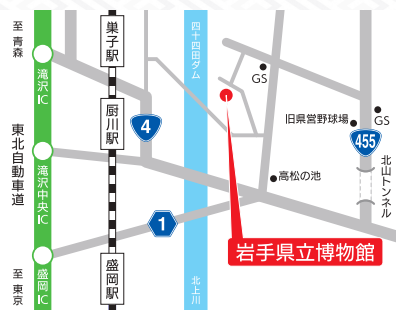 至 青森
滝沢IC
東北自動車道
滝沢中央IC
盛岡IC
至 東京
巣子駅
厨川駅
盛岡駅
4
1
四十四田ダム
北上川
GS
旧県営野球場
GS
455
北山トンネル
高松の池
岩手県立博物館